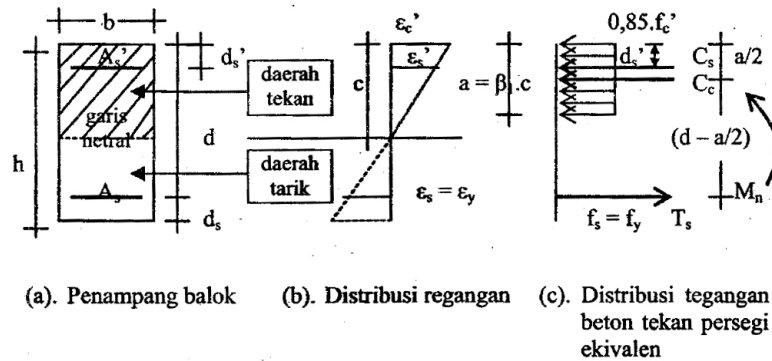 b
εc'
0,85.fc'
As'
ds'
εs'
ds'
Cs
a/2
daerah
tekan
c
a = β1.c
Cc
garis
netral
d
(d – a/2)
h
daerah
tarik
As
εs = εy
Mn
ds
fs = fy
Ts
(a). Penampang balok
(b). Distribusi regangan
(c). Distribusi tegangan
beton tekan persegi
ekivalen